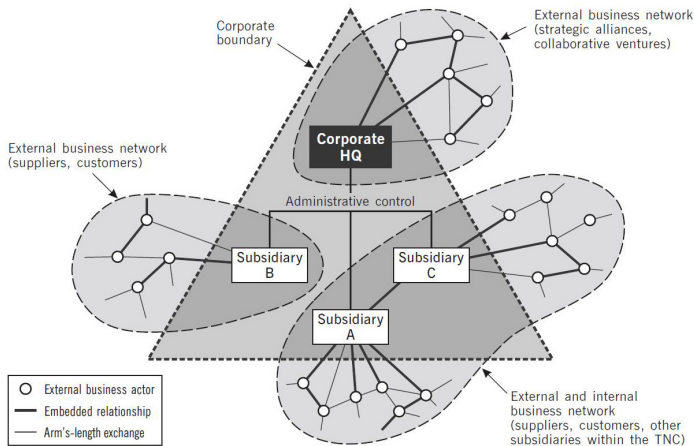 Corporate
boundary
External business network
(strategic alliances,
collaborative ventures)
Corporate
HQ
External business network
(suppliers, customers)
Administrative control
Subsidiary
B
Subsidiary
C
Subsidiary
A
External business actor
Embedded relationship
Arm's-length exchange
External and internal
business network
(suppliers, customers, other
subsidiaries within the TNC)